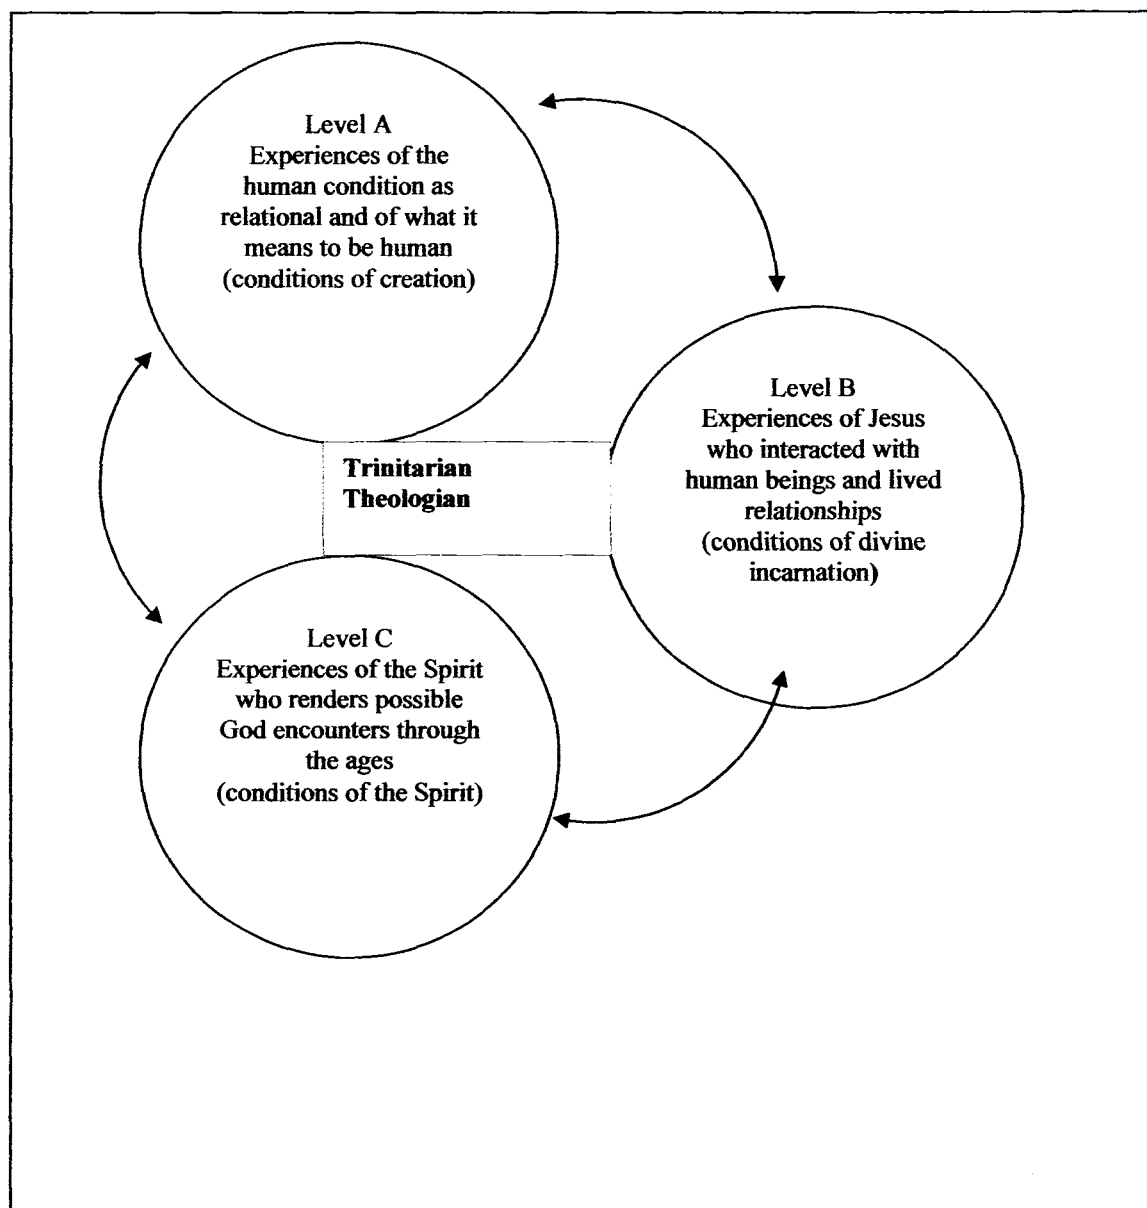 Level A
Experiences of the
human condition as
relational and of what it
means to be human
(conditions of creation)
Level B
Experiences of Jesus
who interacted with
human beings and lived
relationships
(conditions of divine
incarnation)
Trinitarian
Theologian
Level C
Experiences of the Spirit
who renders possible
God encounters through
the ages
(conditions of the Spirit)